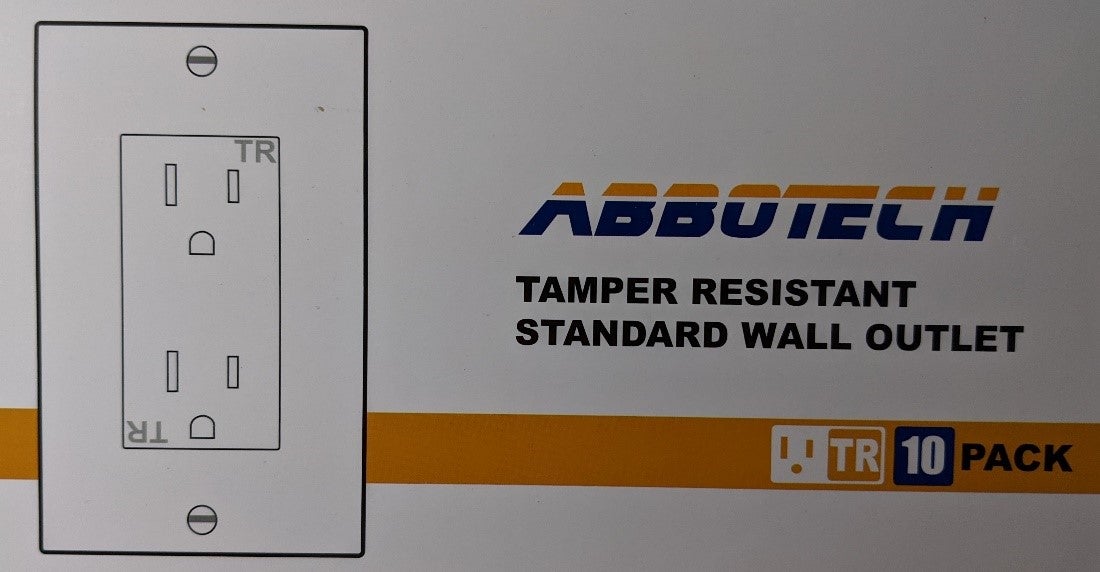 TR
TR
ABBOTECH
TAMPER RESISTANT
STANDARD WALL OUTLET
TR 10 PACK